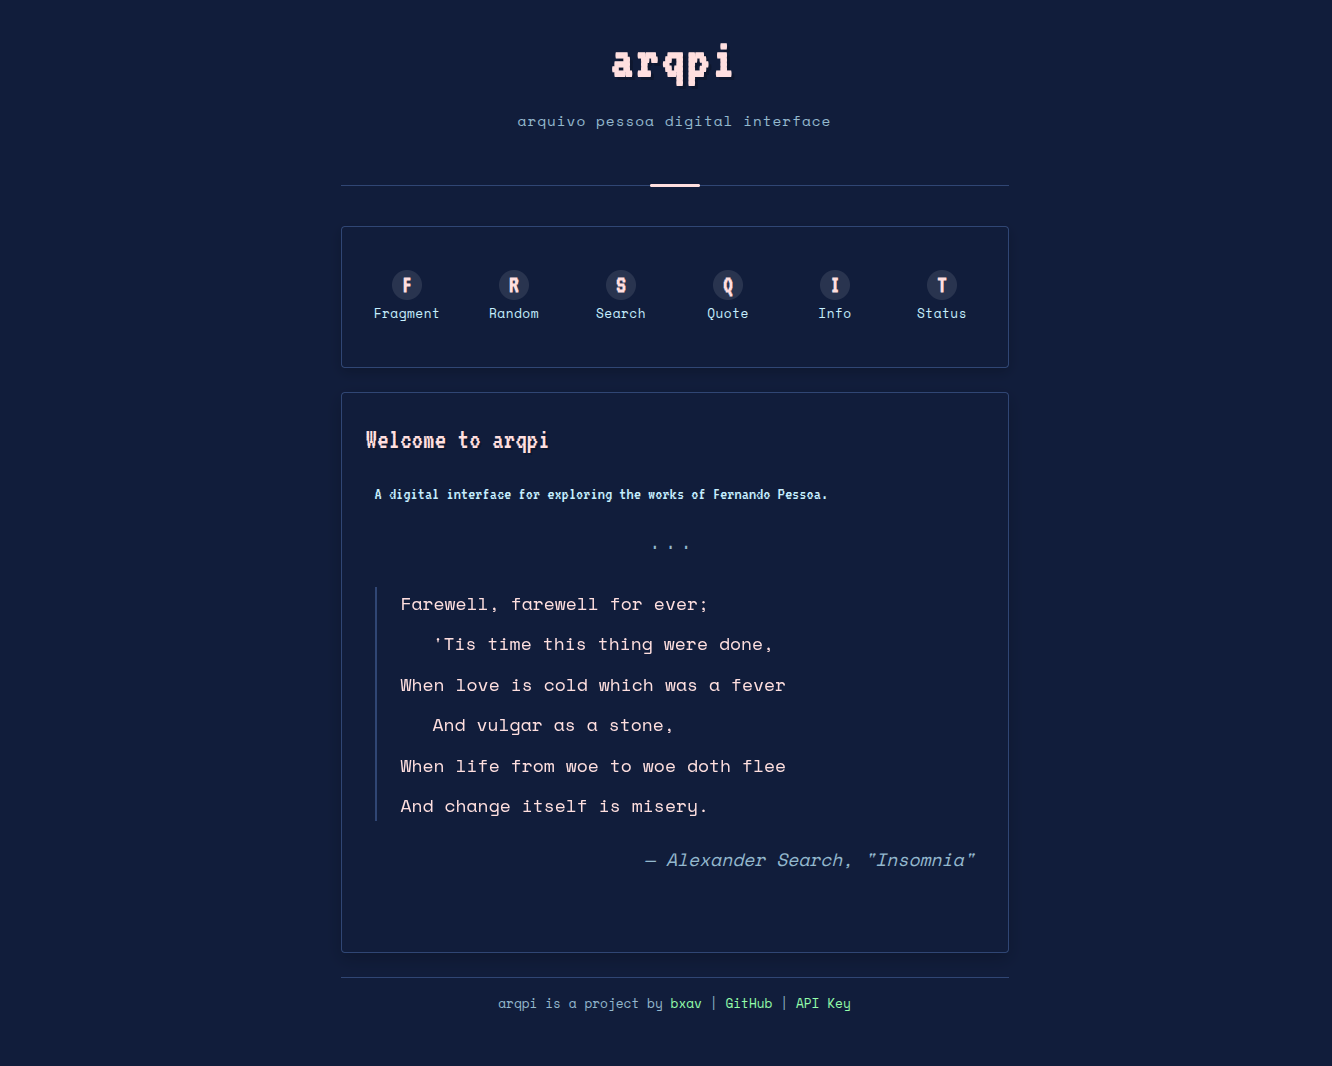 arqpi
arquivo pessoa digital interface
F R S Q I T
Fragment Random Search Quote Info Status
Welcome to arqpi
A digital interface for exploring the works of Fernando Pessoa.
...
Farewell, farewell for ever;
'Tis time this thing were done,
When love is cold which was a fever
And vulgar as a stone,
When life from woe to woe doth flee
And change itself is misery.
— Alexander Search, "Insomnia"
arqpi is a project by bxav | GitHub | API Key